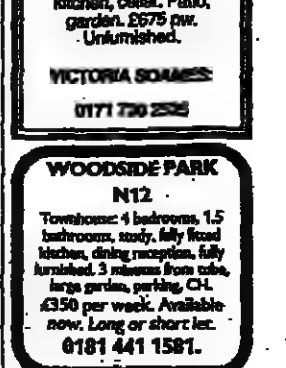 kitchen, cellar. Patio,
garden. £675 pw.
Unfurnished.
VICTORIA SOAMES:
0171 730
WOODSIDE PARK
N12
Townhouse: 4 bedrooms, 1.5
bathrooms, study, fully fitted
kitchen, dining reception, fully
furnished. 3 minutes from tube,
large garden, parking, CH.
£350 per week. Available
now. Long or short let.
0181 441 1581.